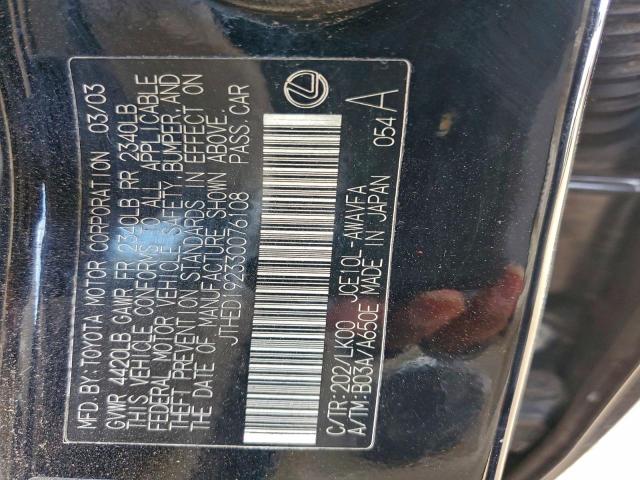 MFD. BY: TOYOTA MOTOR CORPORATION 03/03
GVWR 4420LB GAWR FR 2340LB RR 2340LB
THIS VEHICLE CONFORMS TO ALL APPLICABLE
FEDERAL MOTOR VEHICLE SAFETY, BUMPER, AND
THEFT PREVENTION STANDARDS IN EFFECT ON
THE DATE OF MANUFACTURE SHOWN ABOVE.
JTHED192330076108 PASS. CAR
C/TR: 202/LK00 JCE10L-AWAVFA
A/TM: B03A/A650E MADE IN JAPAN 054 A